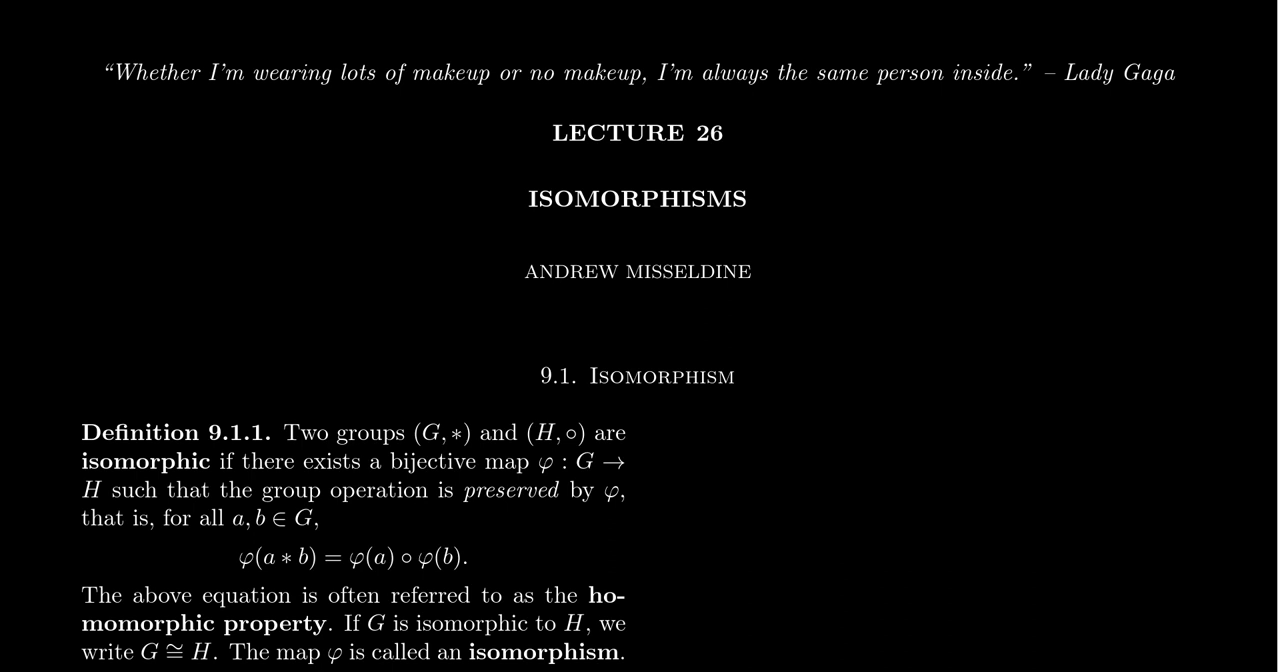 “Whether I’m wearing lots of makeup or no makeup, I’m always the same person inside.” – Lady Gaga
LECTURE 26
ISOMORPHISMS
ANDREW MISSELDINE
9.1. Isomorphism
Definition 9.1.1. Two groups (G, ∗) and (H, ∘) are
isomorphic if there exists a bijective map φ : G →
H such that the group operation is preserved by φ,
that is, for all a, b ∈ G,
φ(a ∗ b) = φ(a) ∘ φ(b).
The above equation is often referred to as the ho-
momorphic property. If G is isomorphic to H, we
write G ≅ H. The map φ is called an isomorphism.